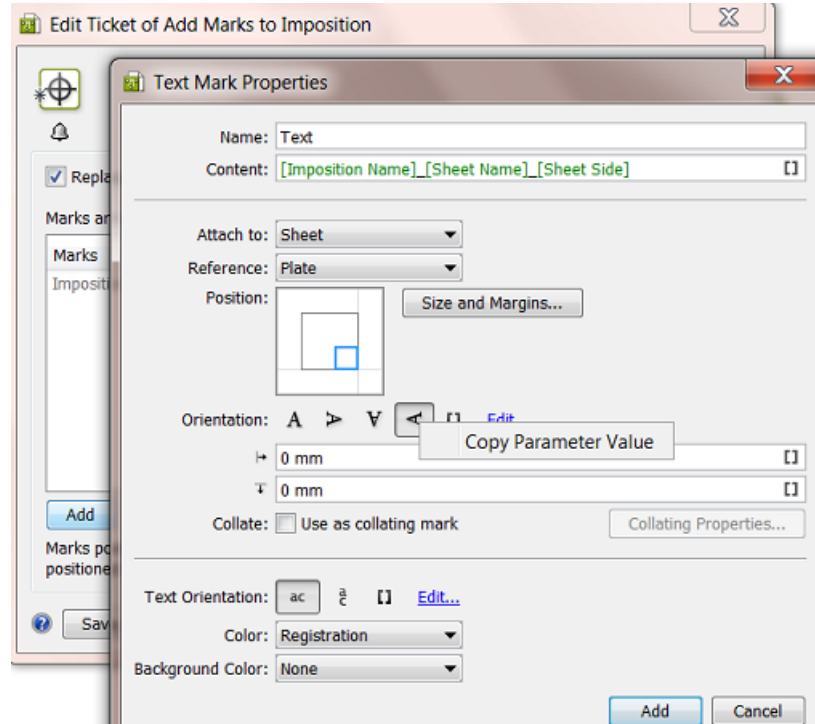 Edit Ticket of Add Marks to Imposition
Text Mark Properties
Name: Text
Content: [Imposition Name]_[Sheet Name]_[Sheet Side] []
Repla
Marks an
Marks
Impositi
Attach to: Sheet
Reference: Plate
Position: Size and Margins...
Orientation: A A A A [] Edit
Copy Parameter Value
0 mm []
0 mm []
Add
Collate: Use as collating mark Collating Properties...
Marks po
positione
Text Orientation: ac ac [] Edit...
Sav
Color: Registration
Background Color: None
Add Cancel